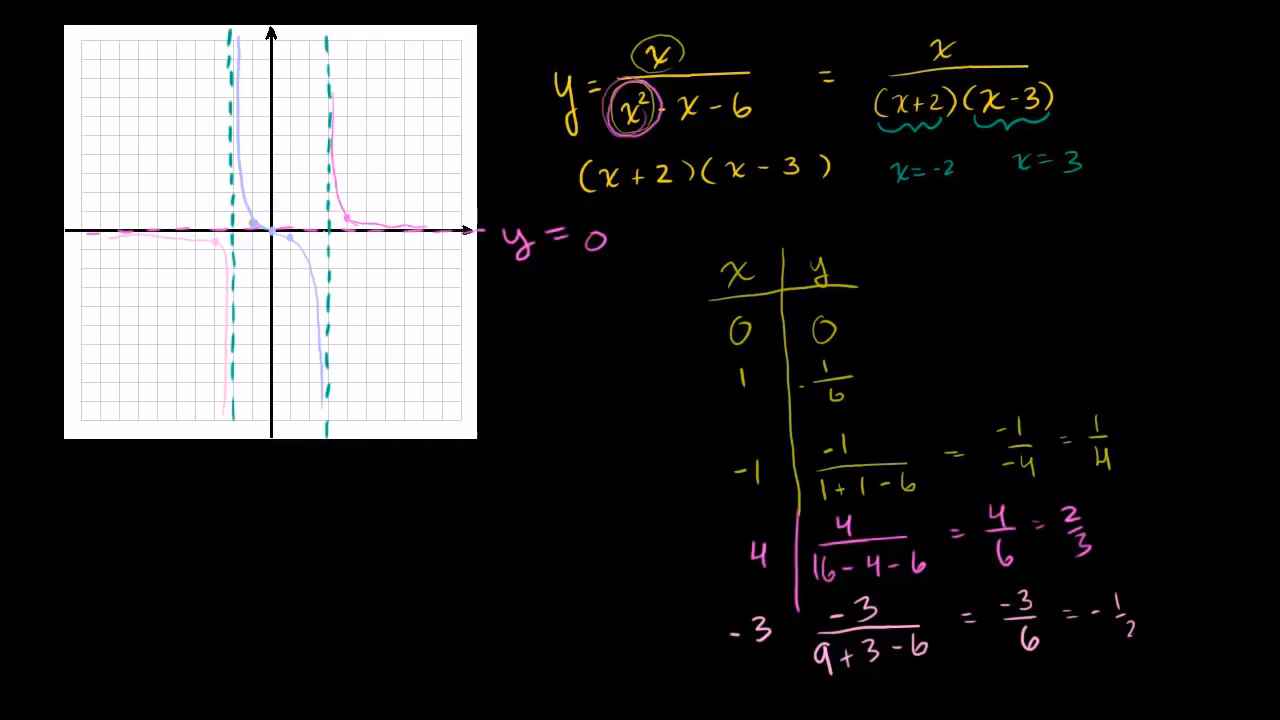 y = x / (x² - x - 6) = x / ((x+2)(x-3))
(x+2)(x-3) x=-2 x=3
y = 0
x y
0 0
1 -1/6
-1 -1/(1+1-6) = -1/-4 = 1/4
4 4/(16-4-6) = 4/6 = 2/3
-3 -3/(9+3-6) = -3/6 = -1/2